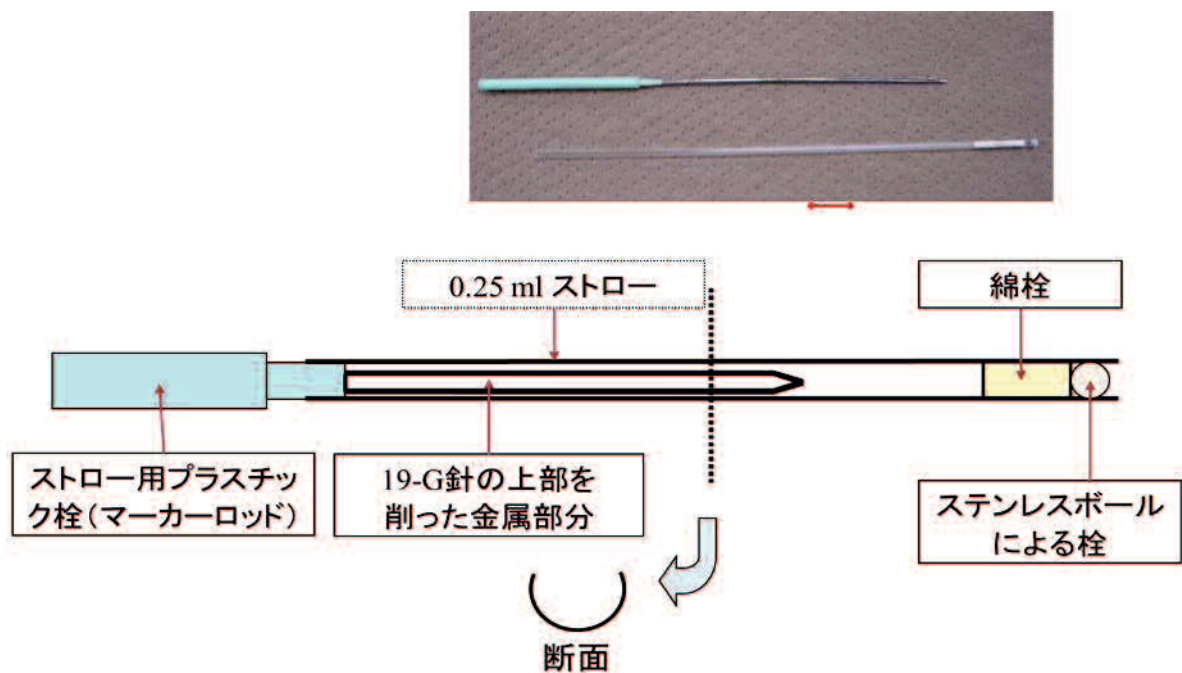 0.25 ml ストロー
綿栓
ストロー用プラスチッ
ク栓（マーカーロッド）
19-G針の上部を
削った金属部分
ステンレスボール
による栓
断面